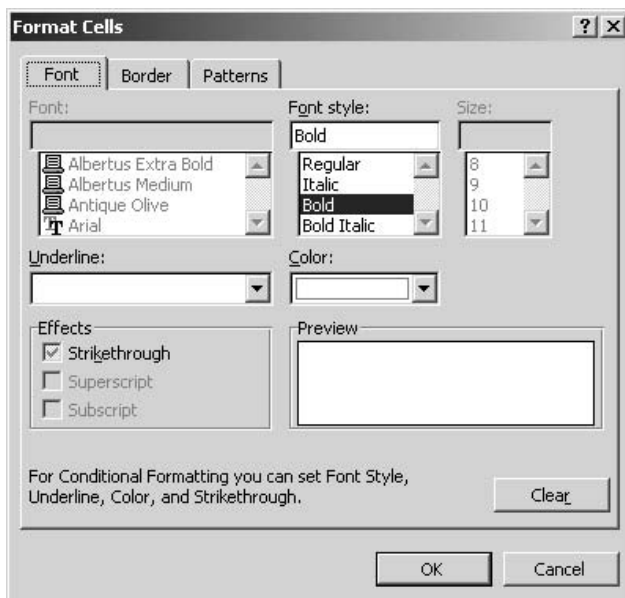 Format Cells
Font Border Patterns
Font: Font style: Size:
Bold
Albertus Extra Bold Regular 8
Albertus Medium Italic 9
Antique Olive Bold 10
Arial Bold Italic 11
Underline: Color:
Effects Preview
Strikethrough
Superscript
Subscript
For Conditional Formatting you can set Font Style,
Underline, Color, and Strikethrough.
Clear
OK Cancel